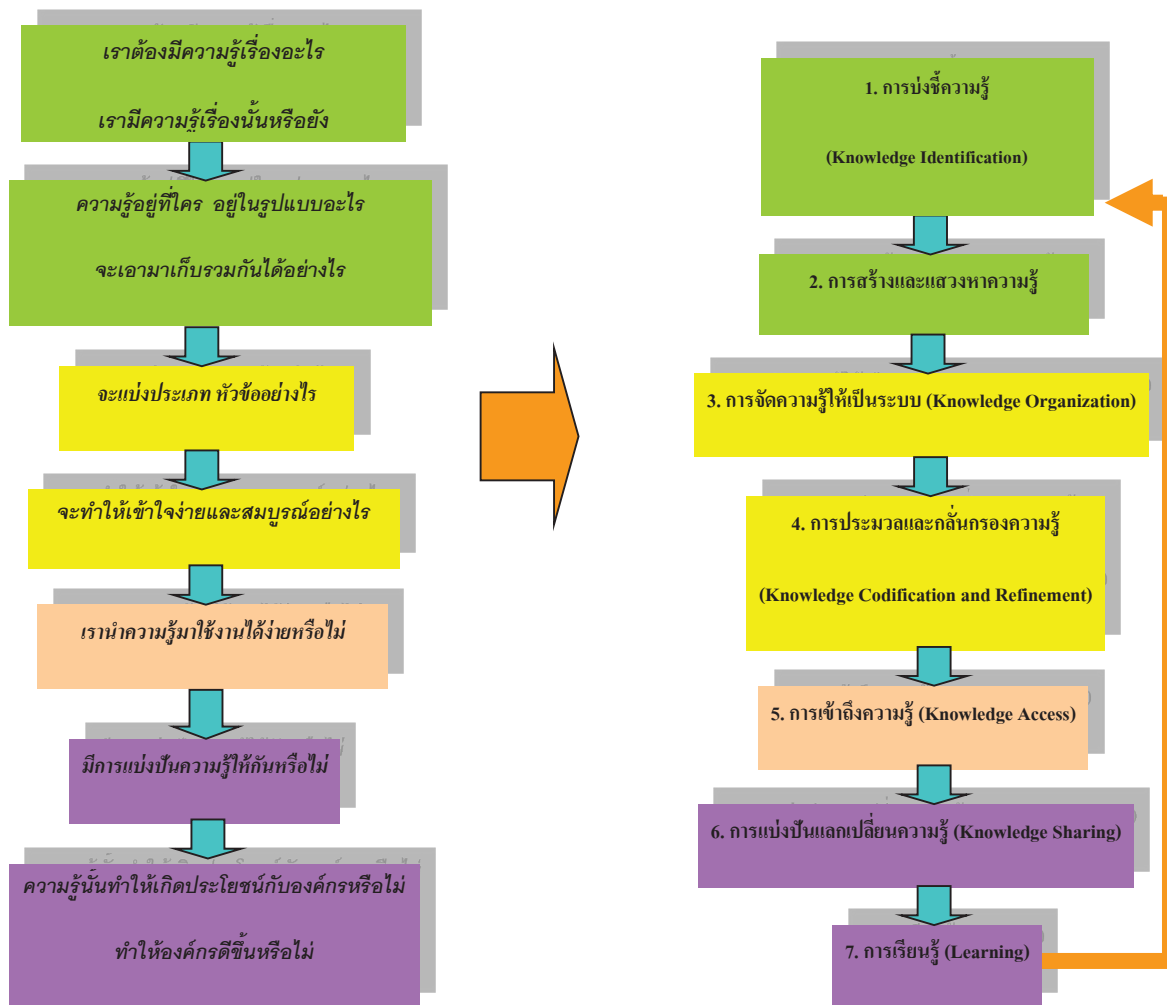 เราต้องมีความรู้เรื่องอะไร
เรามีความรู้เรื่องนั้นหรือยัง
ความรู้อยู่ที่ใคร อยู่ในรูปแบบอะไร
จะเอามาเก็บรวมกันได้อย่างไร
จะแบ่งประเภท หัวข้ออย่างไร
จะทำให้เข้าใจง่ายและสมบูรณ์อย่างไร
เรานำความรู้มาใช้งานได้ง่ายหรือไม่
มีการแบ่งปันความรู้ให้กันหรือไม่
ความรู้นั้นทำให้เกิดประโยชน์กับองค์กรหรือไม่
ทำให้องค์กรดีขึ้นหรือไม่
1. การบ่งชี้ความรู้
(Knowledge Identification)
2. การสร้างและแสวงหาความรู้
3. การจัดความรู้ให้เป็นระบบ (Knowledge Organization)
4. การประมวลและกลั่นกรองความรู้
(Knowledge Codification and Refinement)
5. การเข้าถึงความรู้ (Knowledge Access)
6. การแบ่งปันแลกเปลี่ยนความรู้ (Knowledge Sharing)
7. การเรียนรู้ (Learning)